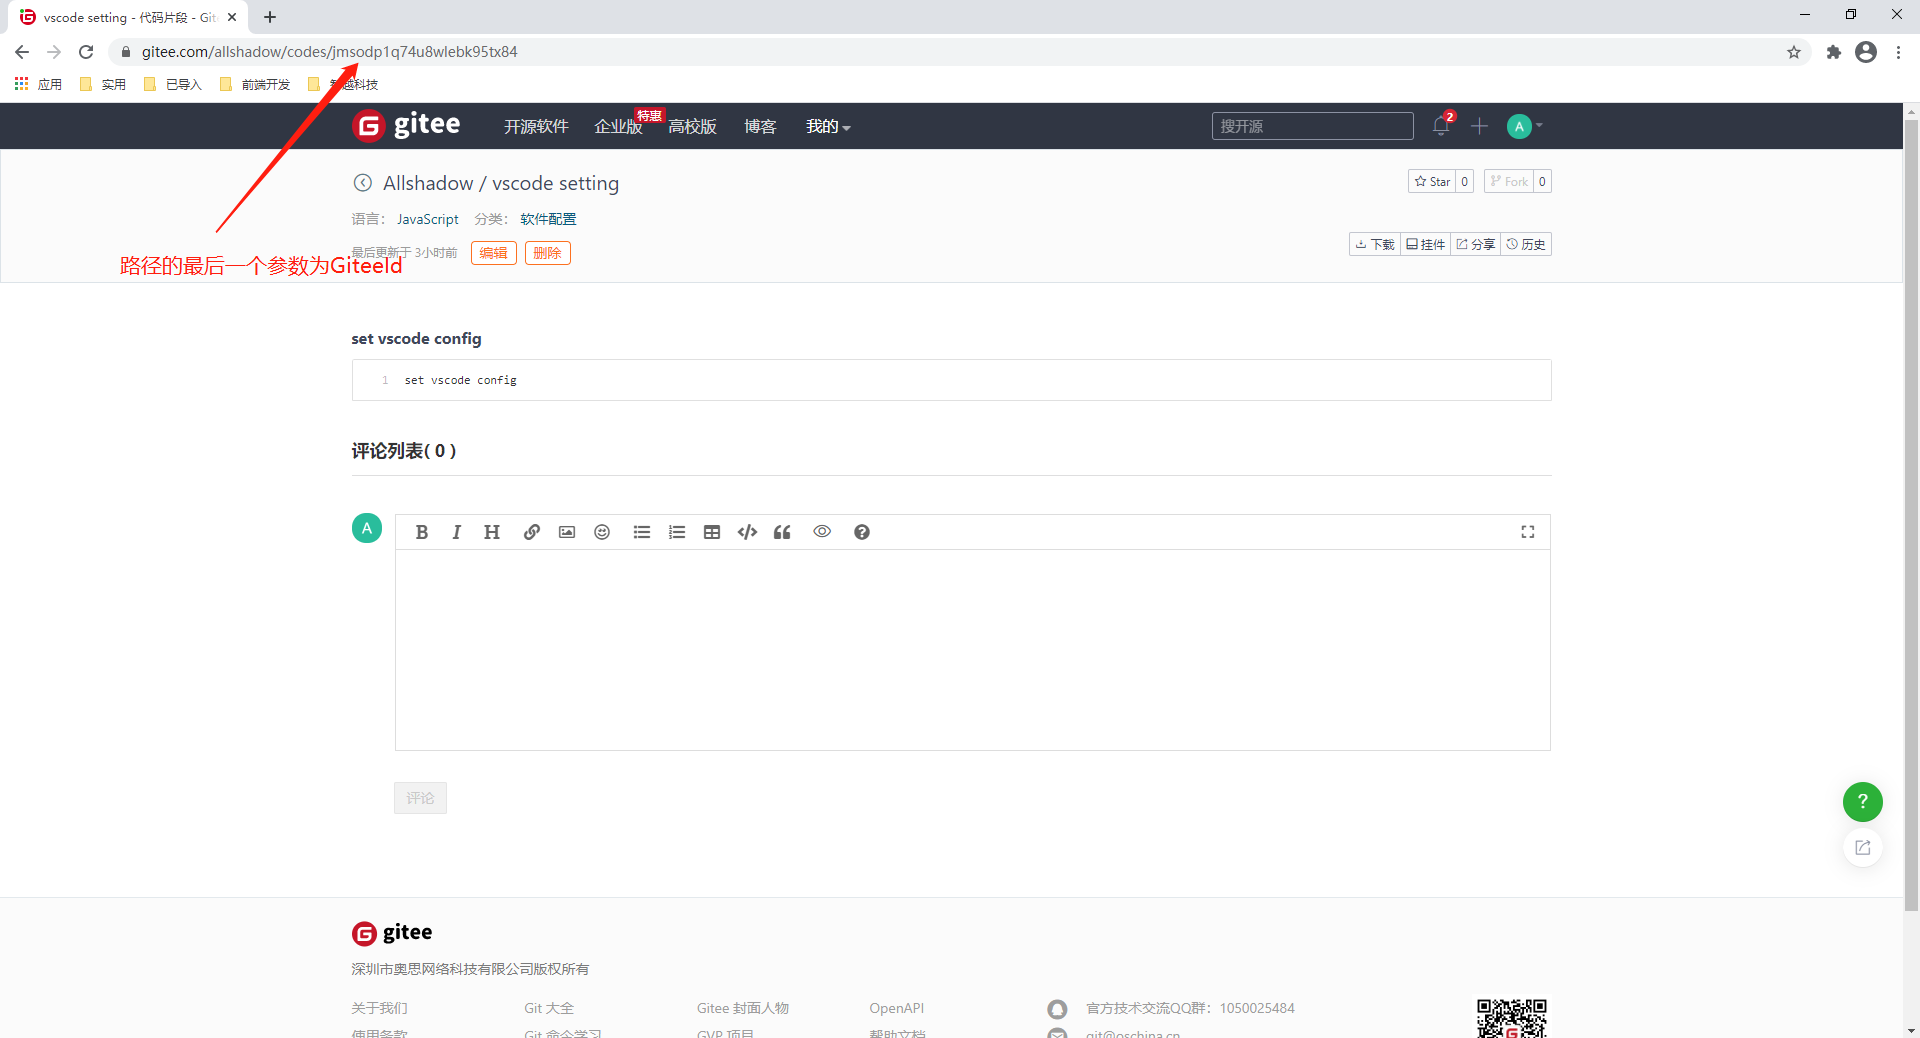 vscode setting - 代码片段 - Git
gitee.com/allshadow/codes/jmsodp1q74u8wlebk95tx84
应用 实用 已导入 前端开发 越科技
gitee 开源软件 企业版 特惠 高校版 博客 我的 搜开源 2 A
Allshadow / vscode setting Star 0 Fork 0
语言： JavaScript 分类： 软件配置
最后更新于 3小时前 编辑 删除 下载 挂件 分享 历史
路径的最后一个参数为GiteeId
set vscode config
1 set vscode config
评论列表( 0 )
A B I H
评论
?
gitee
深圳市奥思网络科技有限公司版权所有
关于我们 Git 大全 Gitee 封面人物 OpenAPI 官方技术交流QQ群：1050025484
使用条款 Git 命令学习 GVP 项目 帮助文档 git@oschina.cn